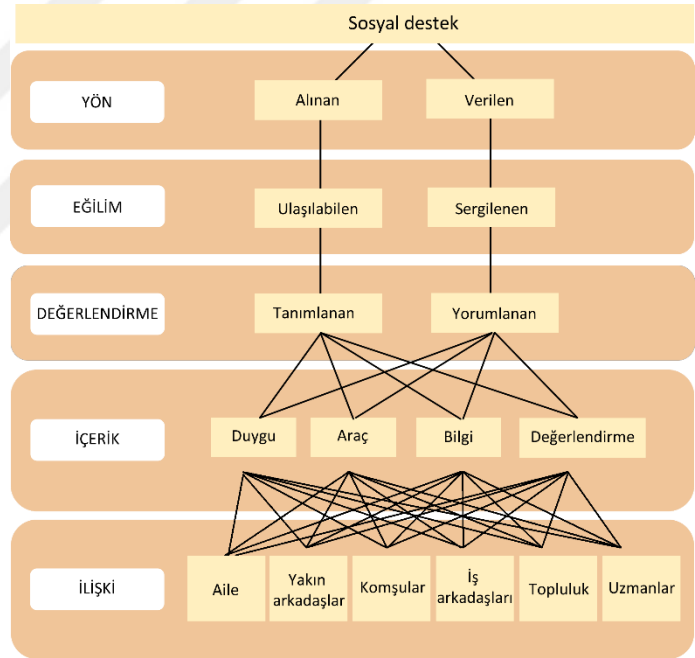 Sosyal destek
YÖN
Alınan
Verilen
EĞİLİM
Ulaşılabilen
Sergilenen
DEĞERLENDİRME
Tanımlanan
Yorumlanan
İÇERİK
Duygu
Araç
Bilgi
Değerlendirme
İLİŞKİ
Aile
Yakın
arkadaşlar
Komşular
İş
arkadaşları
Topluluk
Uzmanlar